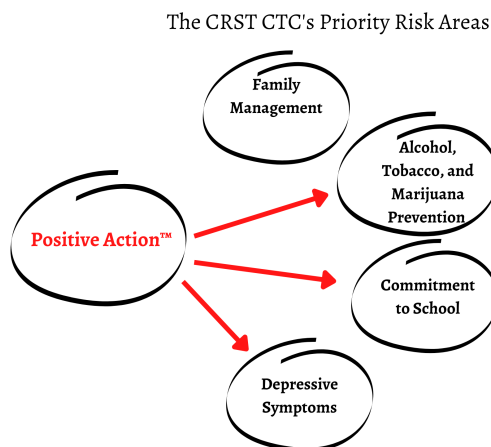 The CRST CTC's Priority Risk Areas
Family
Management
Alcohol,
Tobacco, and
Marijuana
Prevention
Positive Action™
Commitment
to School
Depressive
Symptoms